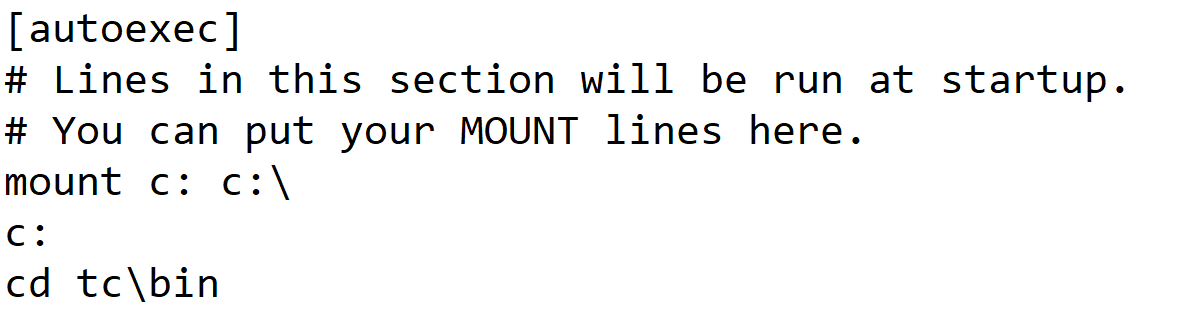 [autoexec]
# Lines in this section will be run at startup.
# You can put your MOUNT lines here.
mount c: c:\
c:
cd tc\bin